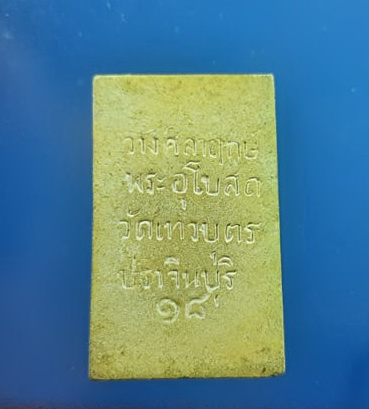 วางศิลาฤกษ์
พระอุโบสถ
วัดเทวบุตร
ปราจีนบุรี
๑๘